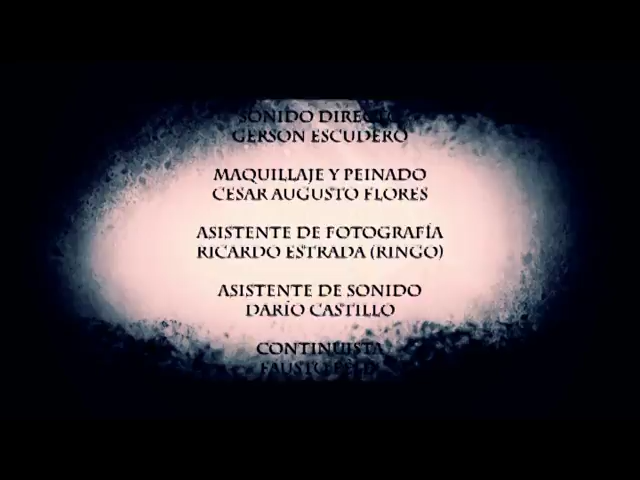 SONIDO DIRECTO
GERSON ESCUDERO
MAQUILLAJE Y PEINADO
CESAR AUGUSTO FLORES
ASISTENTE DE FOTOGRAFÍA
RICARDO ESTRADA (RINGO)
ASISTENTE DE SONIDO
DARÍO CASTILLO
CONTINUISTA
FAUSTO